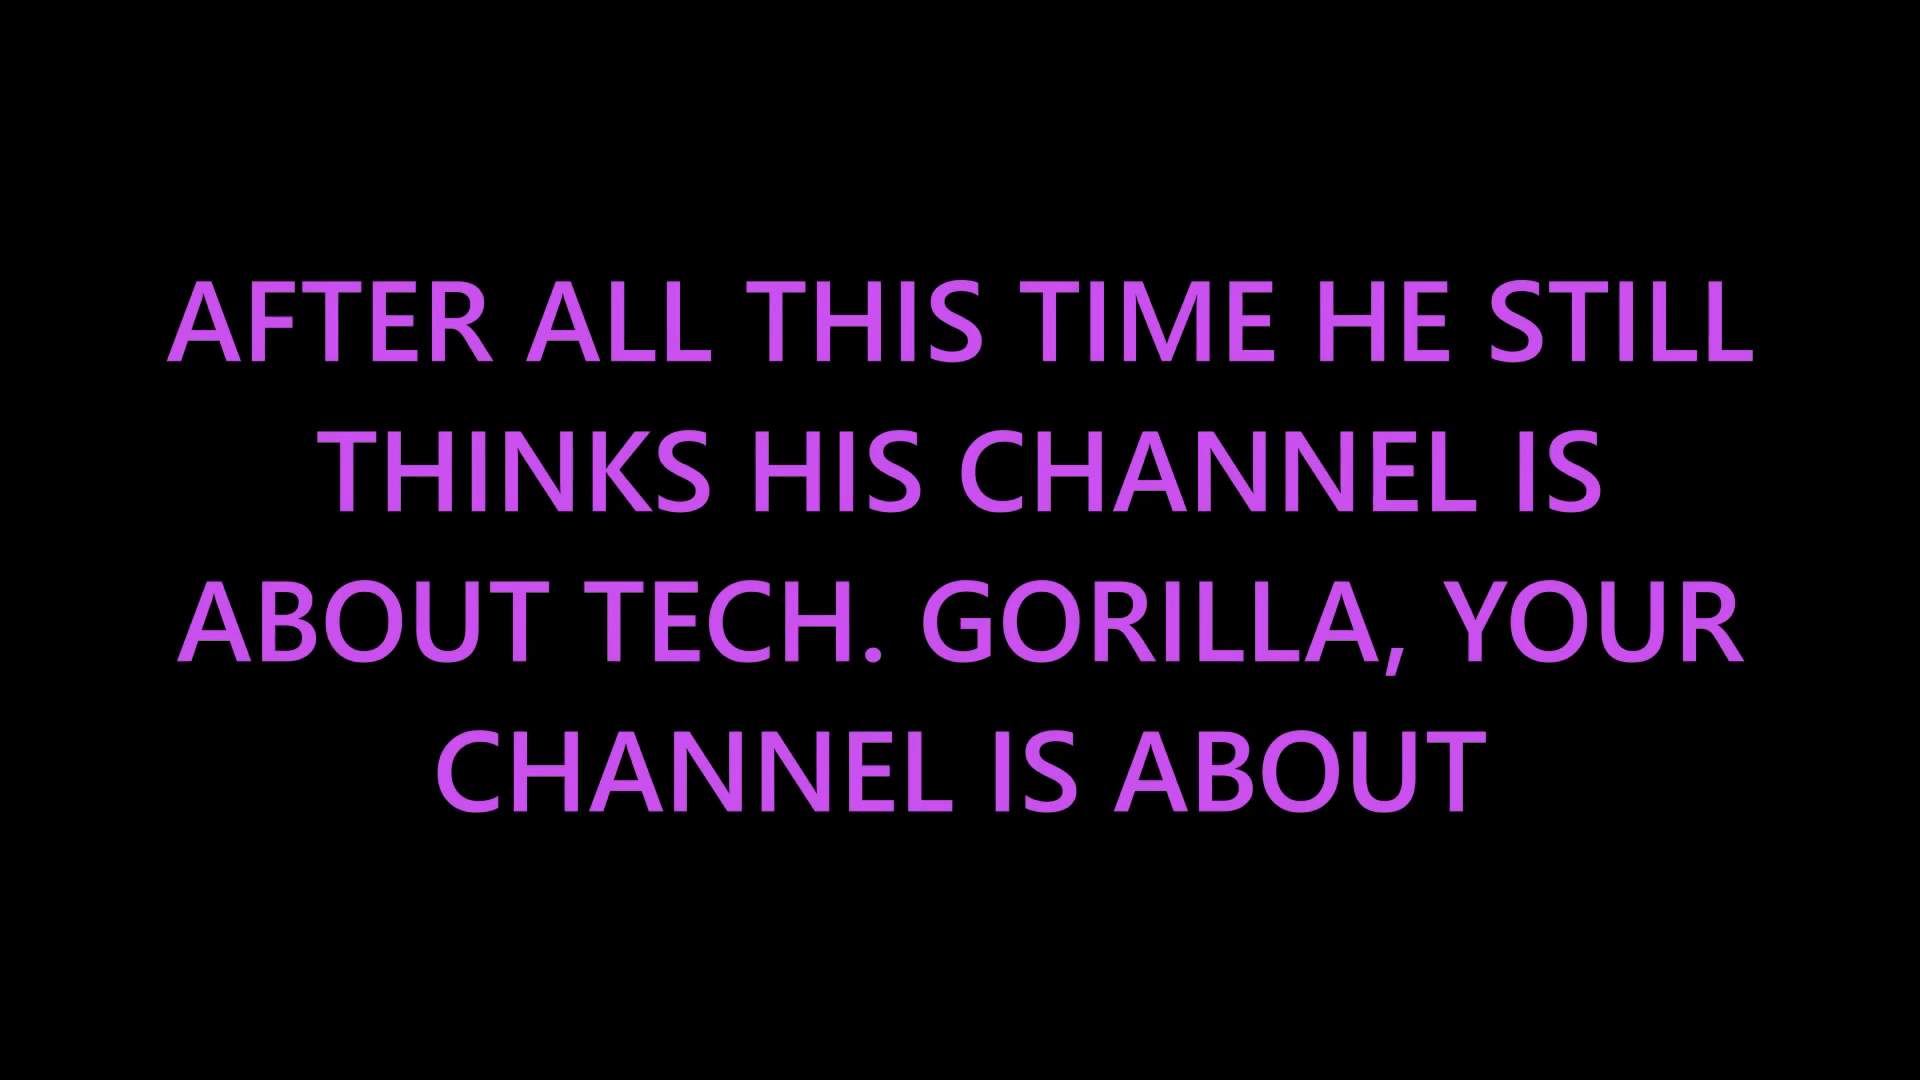 AFTER ALL THIS TIME HE STILL
THINKS HIS CHANNEL IS
ABOUT TECH. GORILLA, YOUR
CHANNEL IS ABOUT